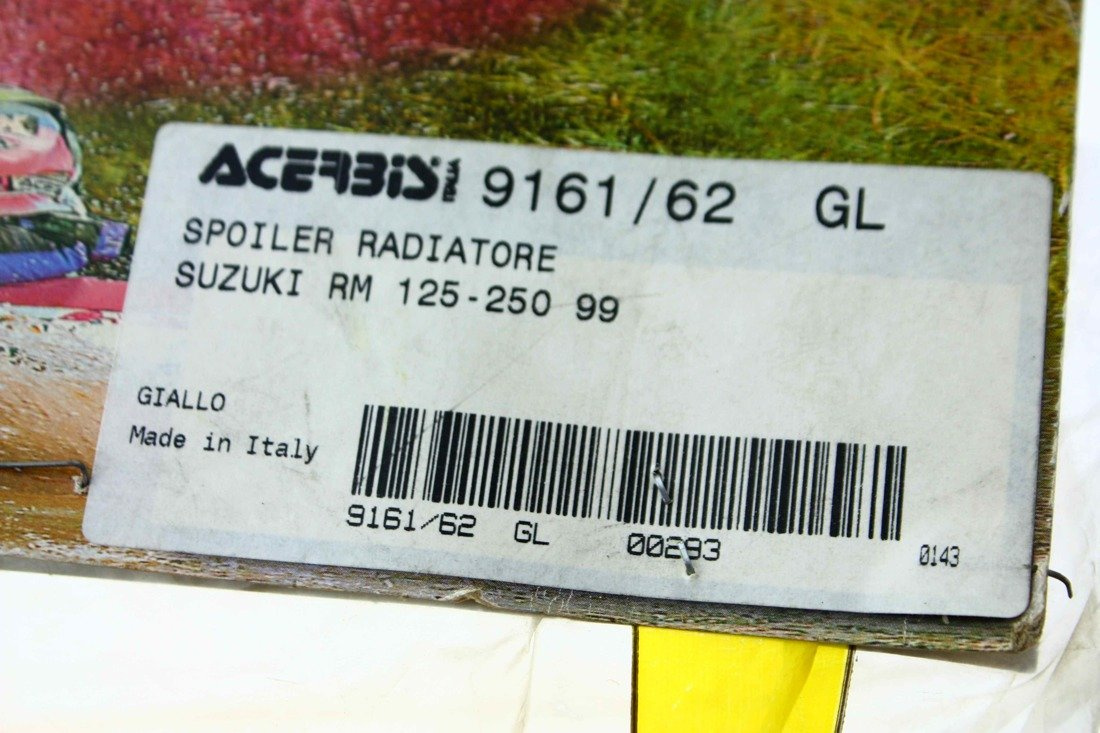 ACERBIS ITALIA 9161/62 GL
SPOILER RADIATORE
SUZUKI RM 125-250 99
GIALLO
Made in Italy
9161/62 GL 00293
0143